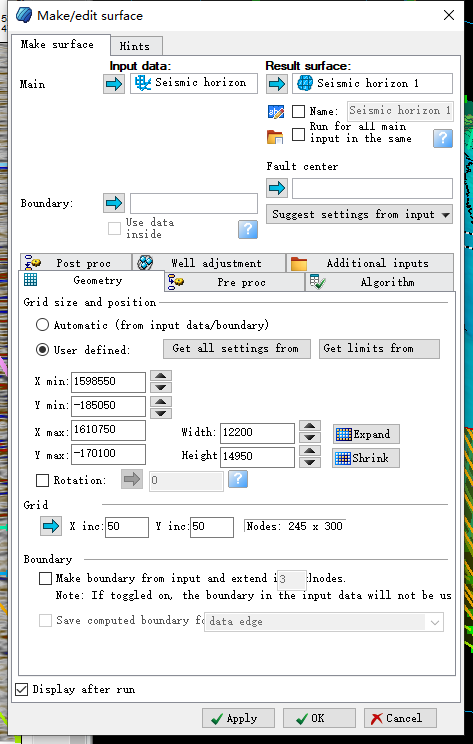 Make/edit surface
Make surface
Hints
Input data:
Result surface:
Main
Seismic horizon
Seismic horizon 1
Name:
Seismic horizon 1
Run for all main
input in the same
?
Fault center
Boundary:
Use data
inside
?
Suggest settings from input
Post proc
Well adjustment
Additional inputs
Geometry
Pre proc
Algorithm
Grid size and position
Automatic (from input data/boundary)
User defined:
Get all settings from
Get limits from
X min:
1598550
Y min:
-185050
X max:
1610750
Width:
12200
Expand
Y max:
-170100
Height
14950
Shrink
Rotation:
0
?
Grid
X inc:
50
Y inc:
50
Nodes: 245 x 300
Boundary
Make boundary from input and extend i
3
nodes.
Note: If toggled on, the boundary in the input data will not be us
Save computed boundary fo
data edge
Display after run
Apply
OK
Cancel